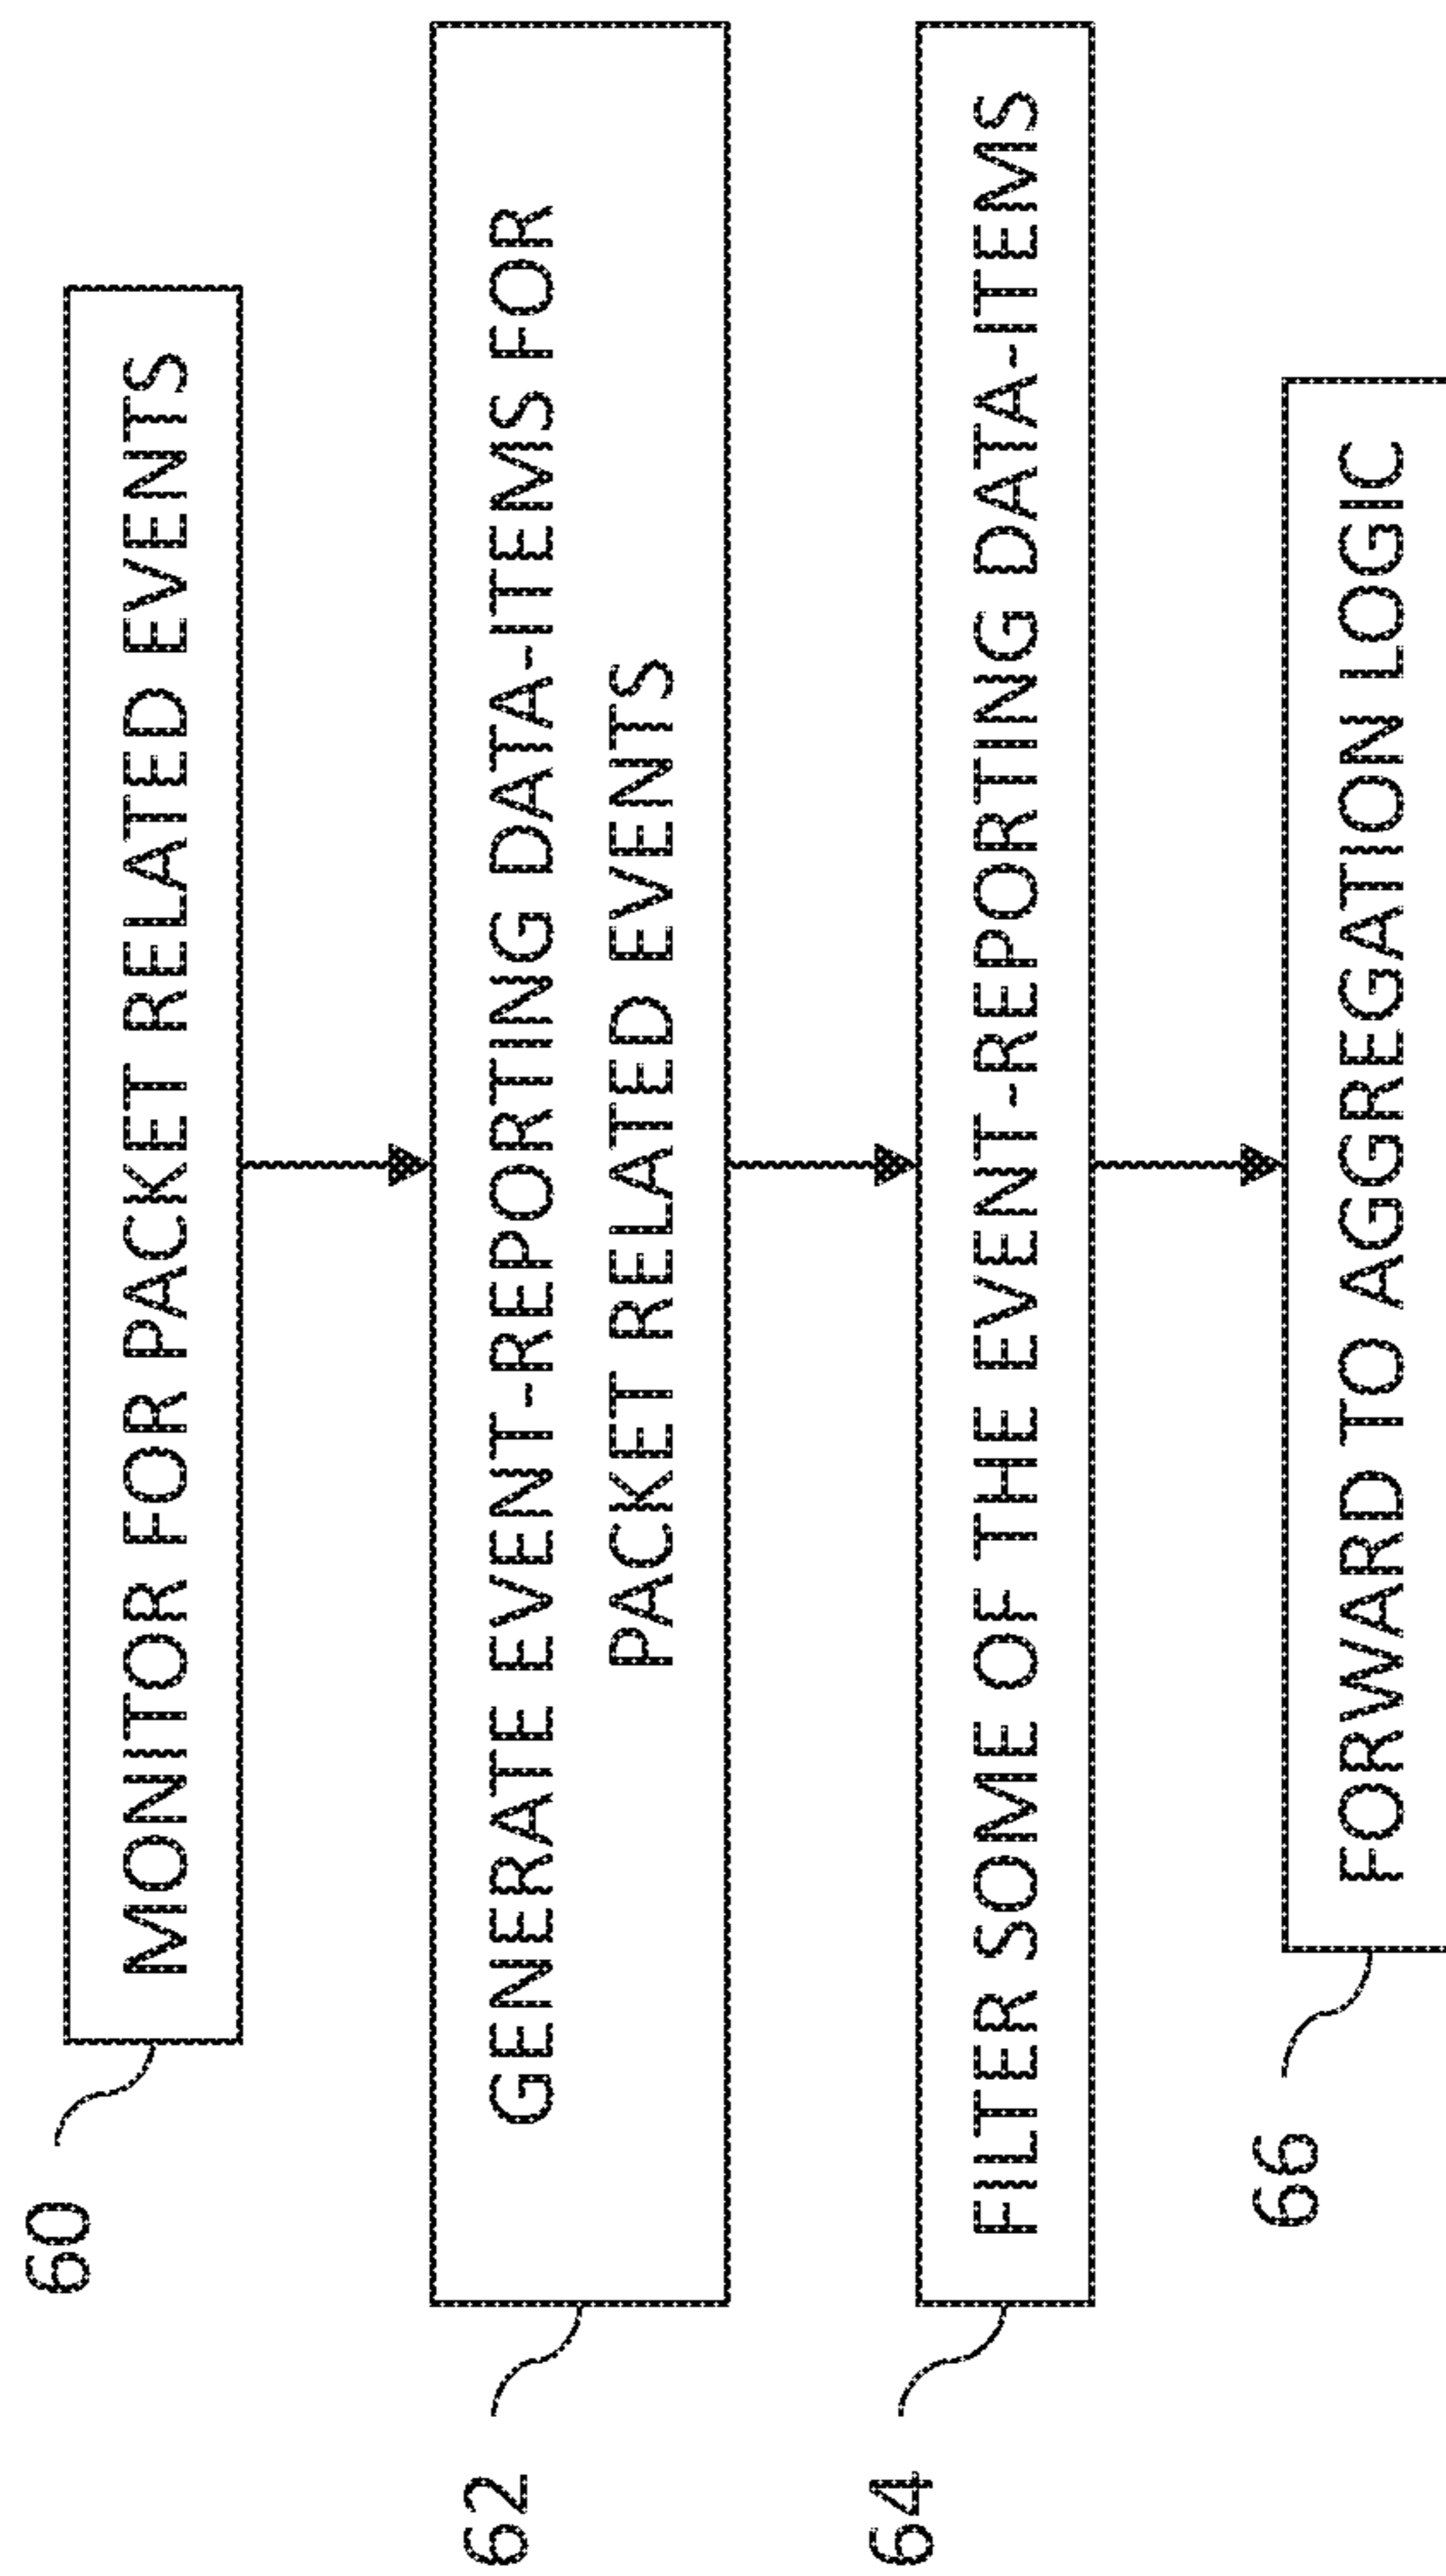 60
MONITOR FOR PACKET RELATED EVENTS
62
GENERATE EVENT-REPORTING DATA-ITEMS FOR
PACKET RELATED EVENTS
64
FILTER SOME OF THE EVENT-REPORTING DATA-ITEMS
66
FORWARD TO AGGREGATION LOGIC